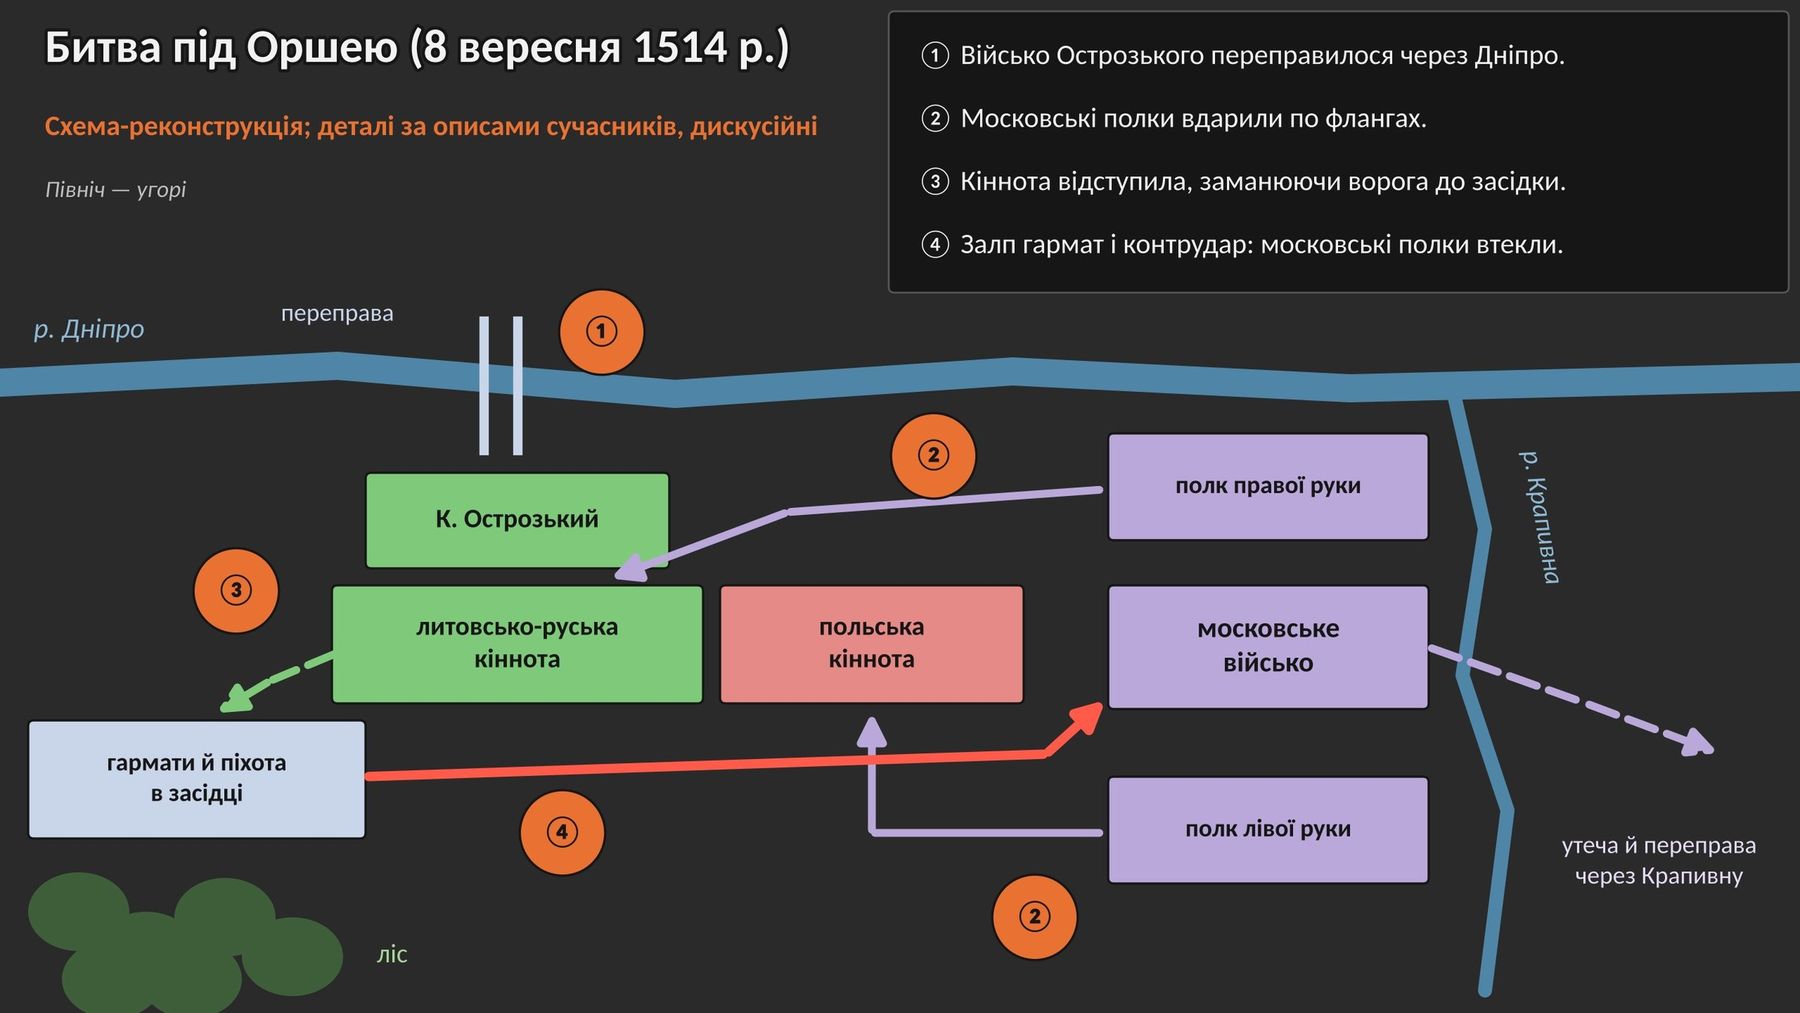 Битва під Оршею (8 вересня 1514 р.)
Схема-реконструкція; деталі за описами сучасників, дискусійні
Північ — угорі
① Військо Острозького переправилося через Дніпро.
② Московські полки вдарили по флангах.
③ Кіннота відступила, заманюючи ворога до засідки.
④ Залп гармат і контрудар: московські полки втекли.
р. Дніпро
переправа
①
②
полк правої руки
р. Крапивна
К. Острозький
③
литовсько-руська
кіннота
польська
кіннота
московське
військо
гармати й піхота
в засідці
④
полк лівої руки
утеча й переправа
через Крапивну
②
ліс